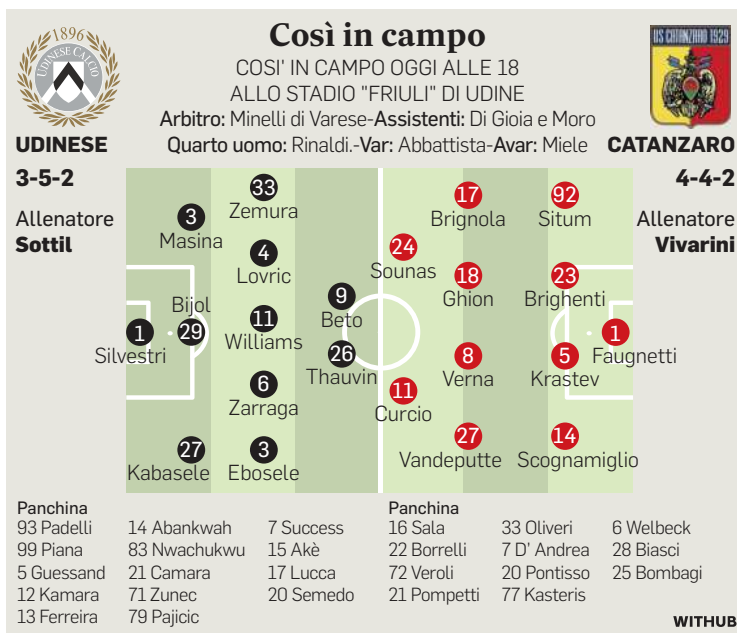 Così in campo
COSI' IN CAMPO OGGI ALLE 18
ALLO STADIO "FRIULI" DI UDINE
Arbitro: Minelli di Varese-Assistenti: Di Gioia e Moro
Quarto uomo: Rinaldi.-Var: Abbattista-Avar: Miele
1896
UDINESE CALCIO
UDINESE
3-5-2
Allenatore
Sottil
US CATANZARO 1929
CATANZARO
4-4-2
Allenatore
Vivarini
1
Silvestri
3
Masina
Bijol
29
27
Kabasele
33
Zemura
4
Lovric
11
Williams
6
Zarraga
3
Ebosele
9
Beto
26
Thauvin
24
Sounas
11
Curcio
17
Brignola
18
Ghion
8
Verna
27
Vandeputte
92
Situm
23
Brighenti
5
Krastev
14
Scognamiglio
1
Faugnetti
Panchina
93 Padelli
99 Piana
5 Guessand
12 Kamara
13 Ferreira
14 Abankwah
83 Nwachukwu
21 Camara
71 Zunec
79 Pajicic
7 Success
15 Akè
17 Lucca
20 Semedo
Panchina
16 Sala
22 Borrelli
72 Veroli
21 Pompetti
33 Oliveri
7 D' Andrea
20 Pontisso
77 Kasteris
6 Welbeck
28 Biasci
25 Bombagi
WITHUB